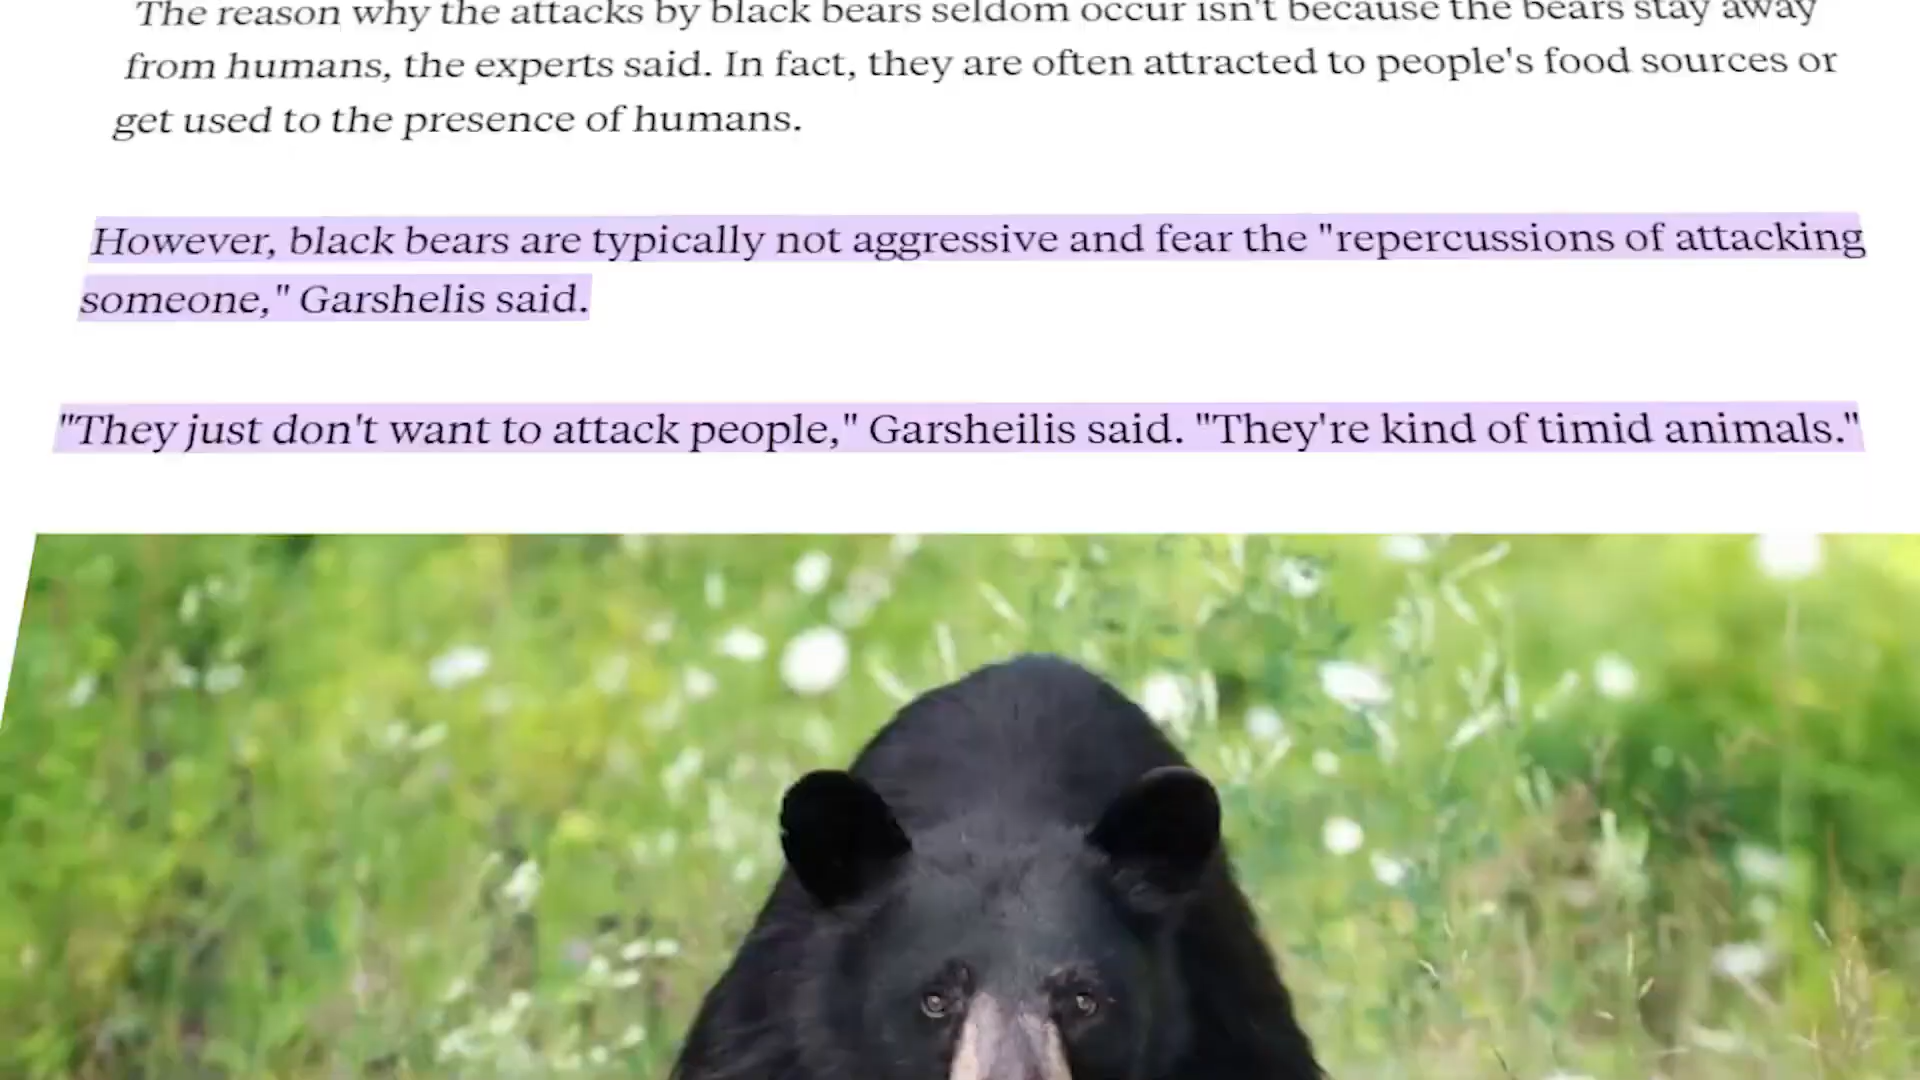 The reason why the attacks by black bears seldom occur isn't because the bears stay away
from humans, the experts said. In fact, they are often attracted to people's food sources or
get used to the presence of humans.
However, black bears are typically not aggressive and fear the "repercussions of attacking
someone," Garshelis said.
"They just don't want to attack people," Garsheilis said. "They're kind of timid animals."